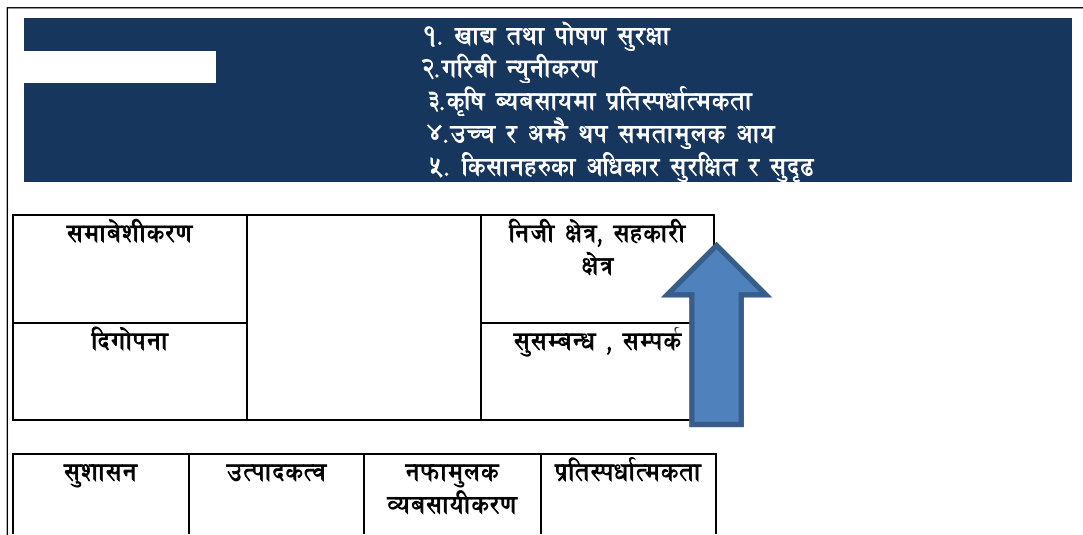 १. खाद्य तथा पोषण सुरक्षा
२.गरिबी न्युनीकरण
३.कृषि ब्यबसायमा प्रतिस्पर्धात्मकता
४.उच्च र अझै थप समतामुलक आय
५. किसानहरुका अधिकार सुरक्षित र सुदृढ
समाबेशीकरण
निजी क्षेत्र, सहकारी
क्षेत्र
दिगोपना
सुसम्बन्ध , सम्पर्क
सुशासन
उत्पादकत्व
नफामुलक
व्यबसायीकरण
प्रतिस्पर्धात्मकता